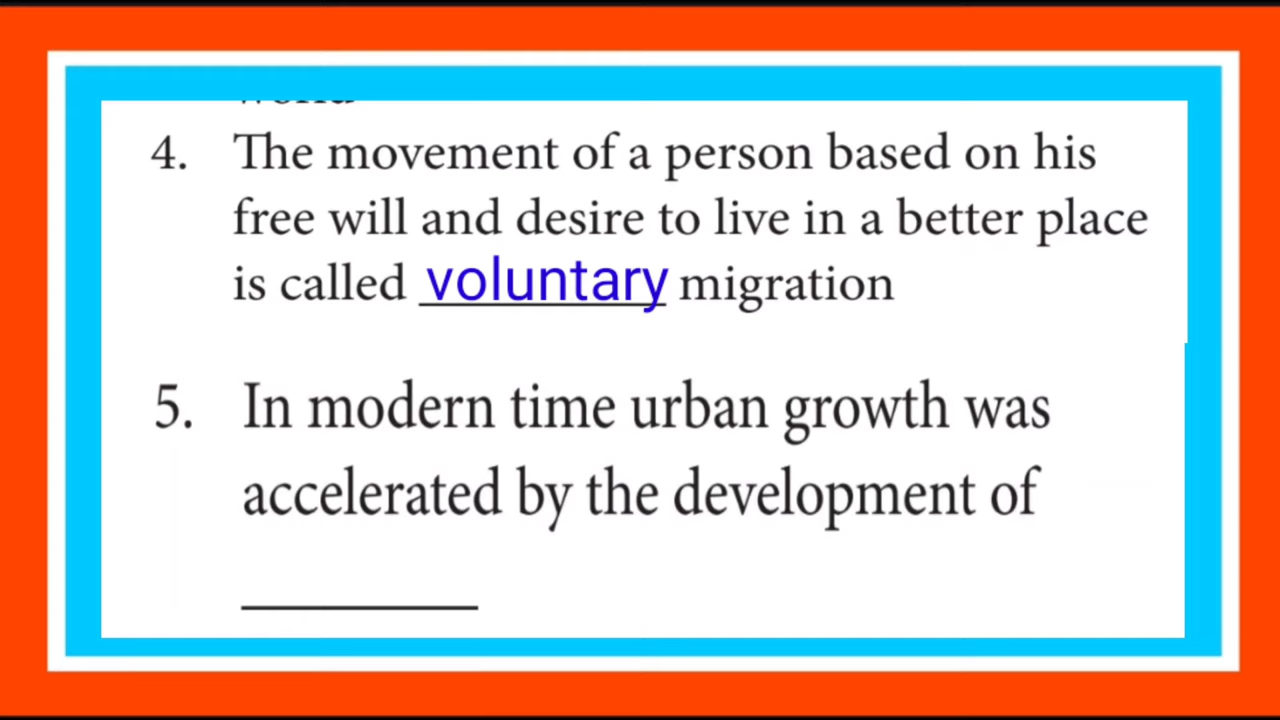 4. The movement of a person based on his
free will and desire to live in a better place
is called voluntary migration
5. In modern time urban growth was
accelerated by the development of